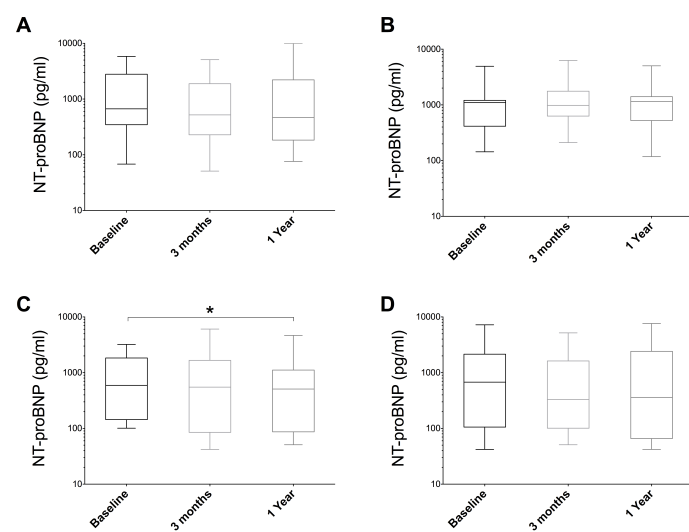 A
NT-proBNP (pg/ml)
10000
1000
100
10
Baseline
3 months
1 Year
B
NT-proBNP (pg/ml)
10000
1000
100
10
Baseline
3 months
1 Year
C
NT-proBNP (pg/ml)
10000
1000
100
10
*
Baseline
3 months
1 Year
D
NT-proBNP (pg/ml)
10000
1000
100
10
Baseline
3 months
1 Year